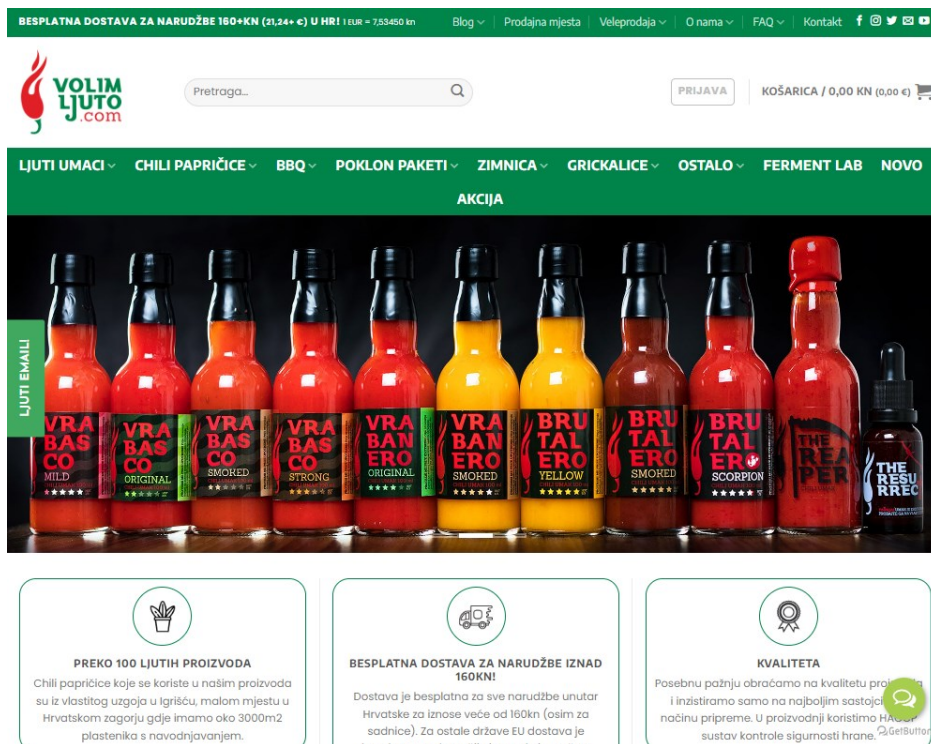 BESPLATNA DOSTAVA ZA NARUDŽBE 160+KN (21,24+ €) U HR! 1 EUR = 7,53450 kn
Blog
Prodajna mjesta
Veleprodaja
O nama
FAQ
Kontakt
VOLIM
LJUTO
.com
Pretraga...
PRIJAVA
KOŠARICA / 0,00 KN (0,00 €)
LJUTI UMACI
CHILI PAPRIČICE
BBQ
POKLON PAKETI
ZIMNICA
GRICKALICE
OSTALO
FERMENT LAB
NOVO
AKCIJA
LJUTI EMAILI
VRA
BAS
CO
MILD
VRA
BAS
CO
ORIGINAL
VRA
BAS
CO
SMOKED
VRA
BAS
CO
STRONG
VRA
BAN
ERO
ORIGINAL
VRA
BAN
ERO
SMOKED
BRU
TAL
ERO
YELLOW
BRU
TAL
ERO
SMOKED
BRU
TAL
ERO
SCORPION
THE
REA
PER
THE
RESU
RREC
PREKO 100 LJUTIH PROIZVODA
Chili papričice koje se koriste u našim proizvoda
su iz vlastitog uzgoja u Igrišću, malom mjestu u
Hrvatskom zagorju gdje imamo oko 3000m2
plastenika s navodnjavanjem.
BESPLATNA DOSTAVA ZA NARUDŽBE IZNAD
160KN!
Dostava je besplatna za sve narudžbe unutar
Hrvatske za iznose veće od 160kn (osim za
sadnice). Za ostale države EU dostava je
KVALITETA
Posebnu pažnju obraćamo na kvalitetu
i inzistiramo samo na najboljim
načinu pripreme. U proizvodnji koristimo
sustav kontrole sigurnosti hrane.
GetButton